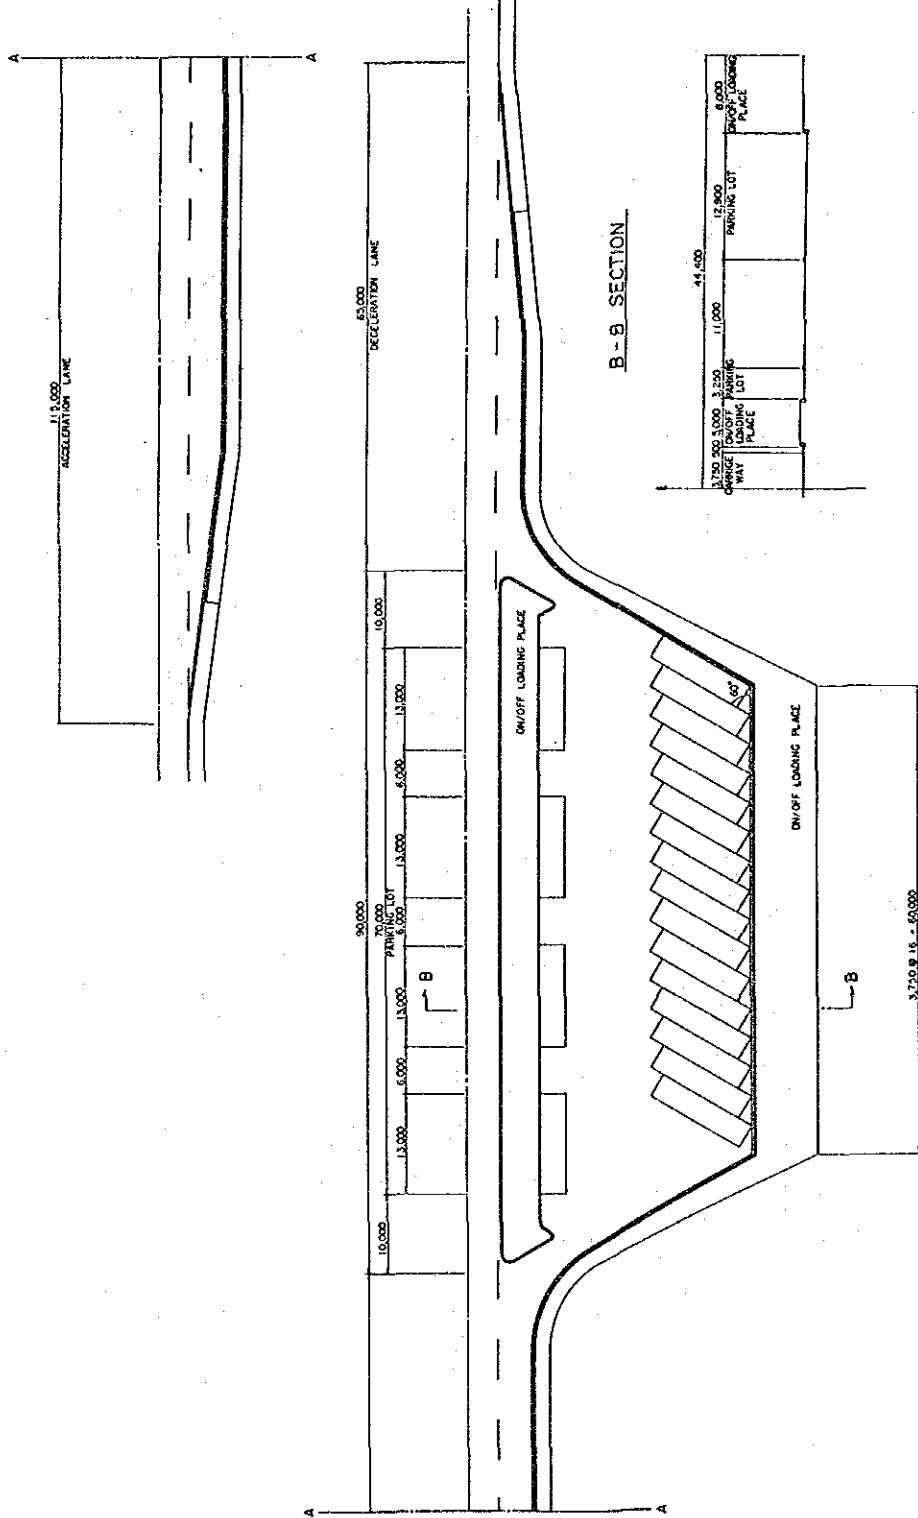 A
A
115,000
ACCELERATION LANE
65,000
DECELERATION LANE
90,000
70,000
PARKING LOT
10,000
13,000
6,000
13,000
6,000
13,000
6,000
13,000
10,000
B
ON/OFF LOADING PLACE
60°
ON/OFF LOADING PLACE
B
3,750 @ 16 = 60,000
A
A
B-B SECTION
44,400
3,750
500
5,000
3,250
11,000
12,900
8,000
CARRIGE
WAY
ON/OFF
LOADING
PLACE
PARKING
LOT
PARKING LOT
ON/OFF LOADING
PLACE